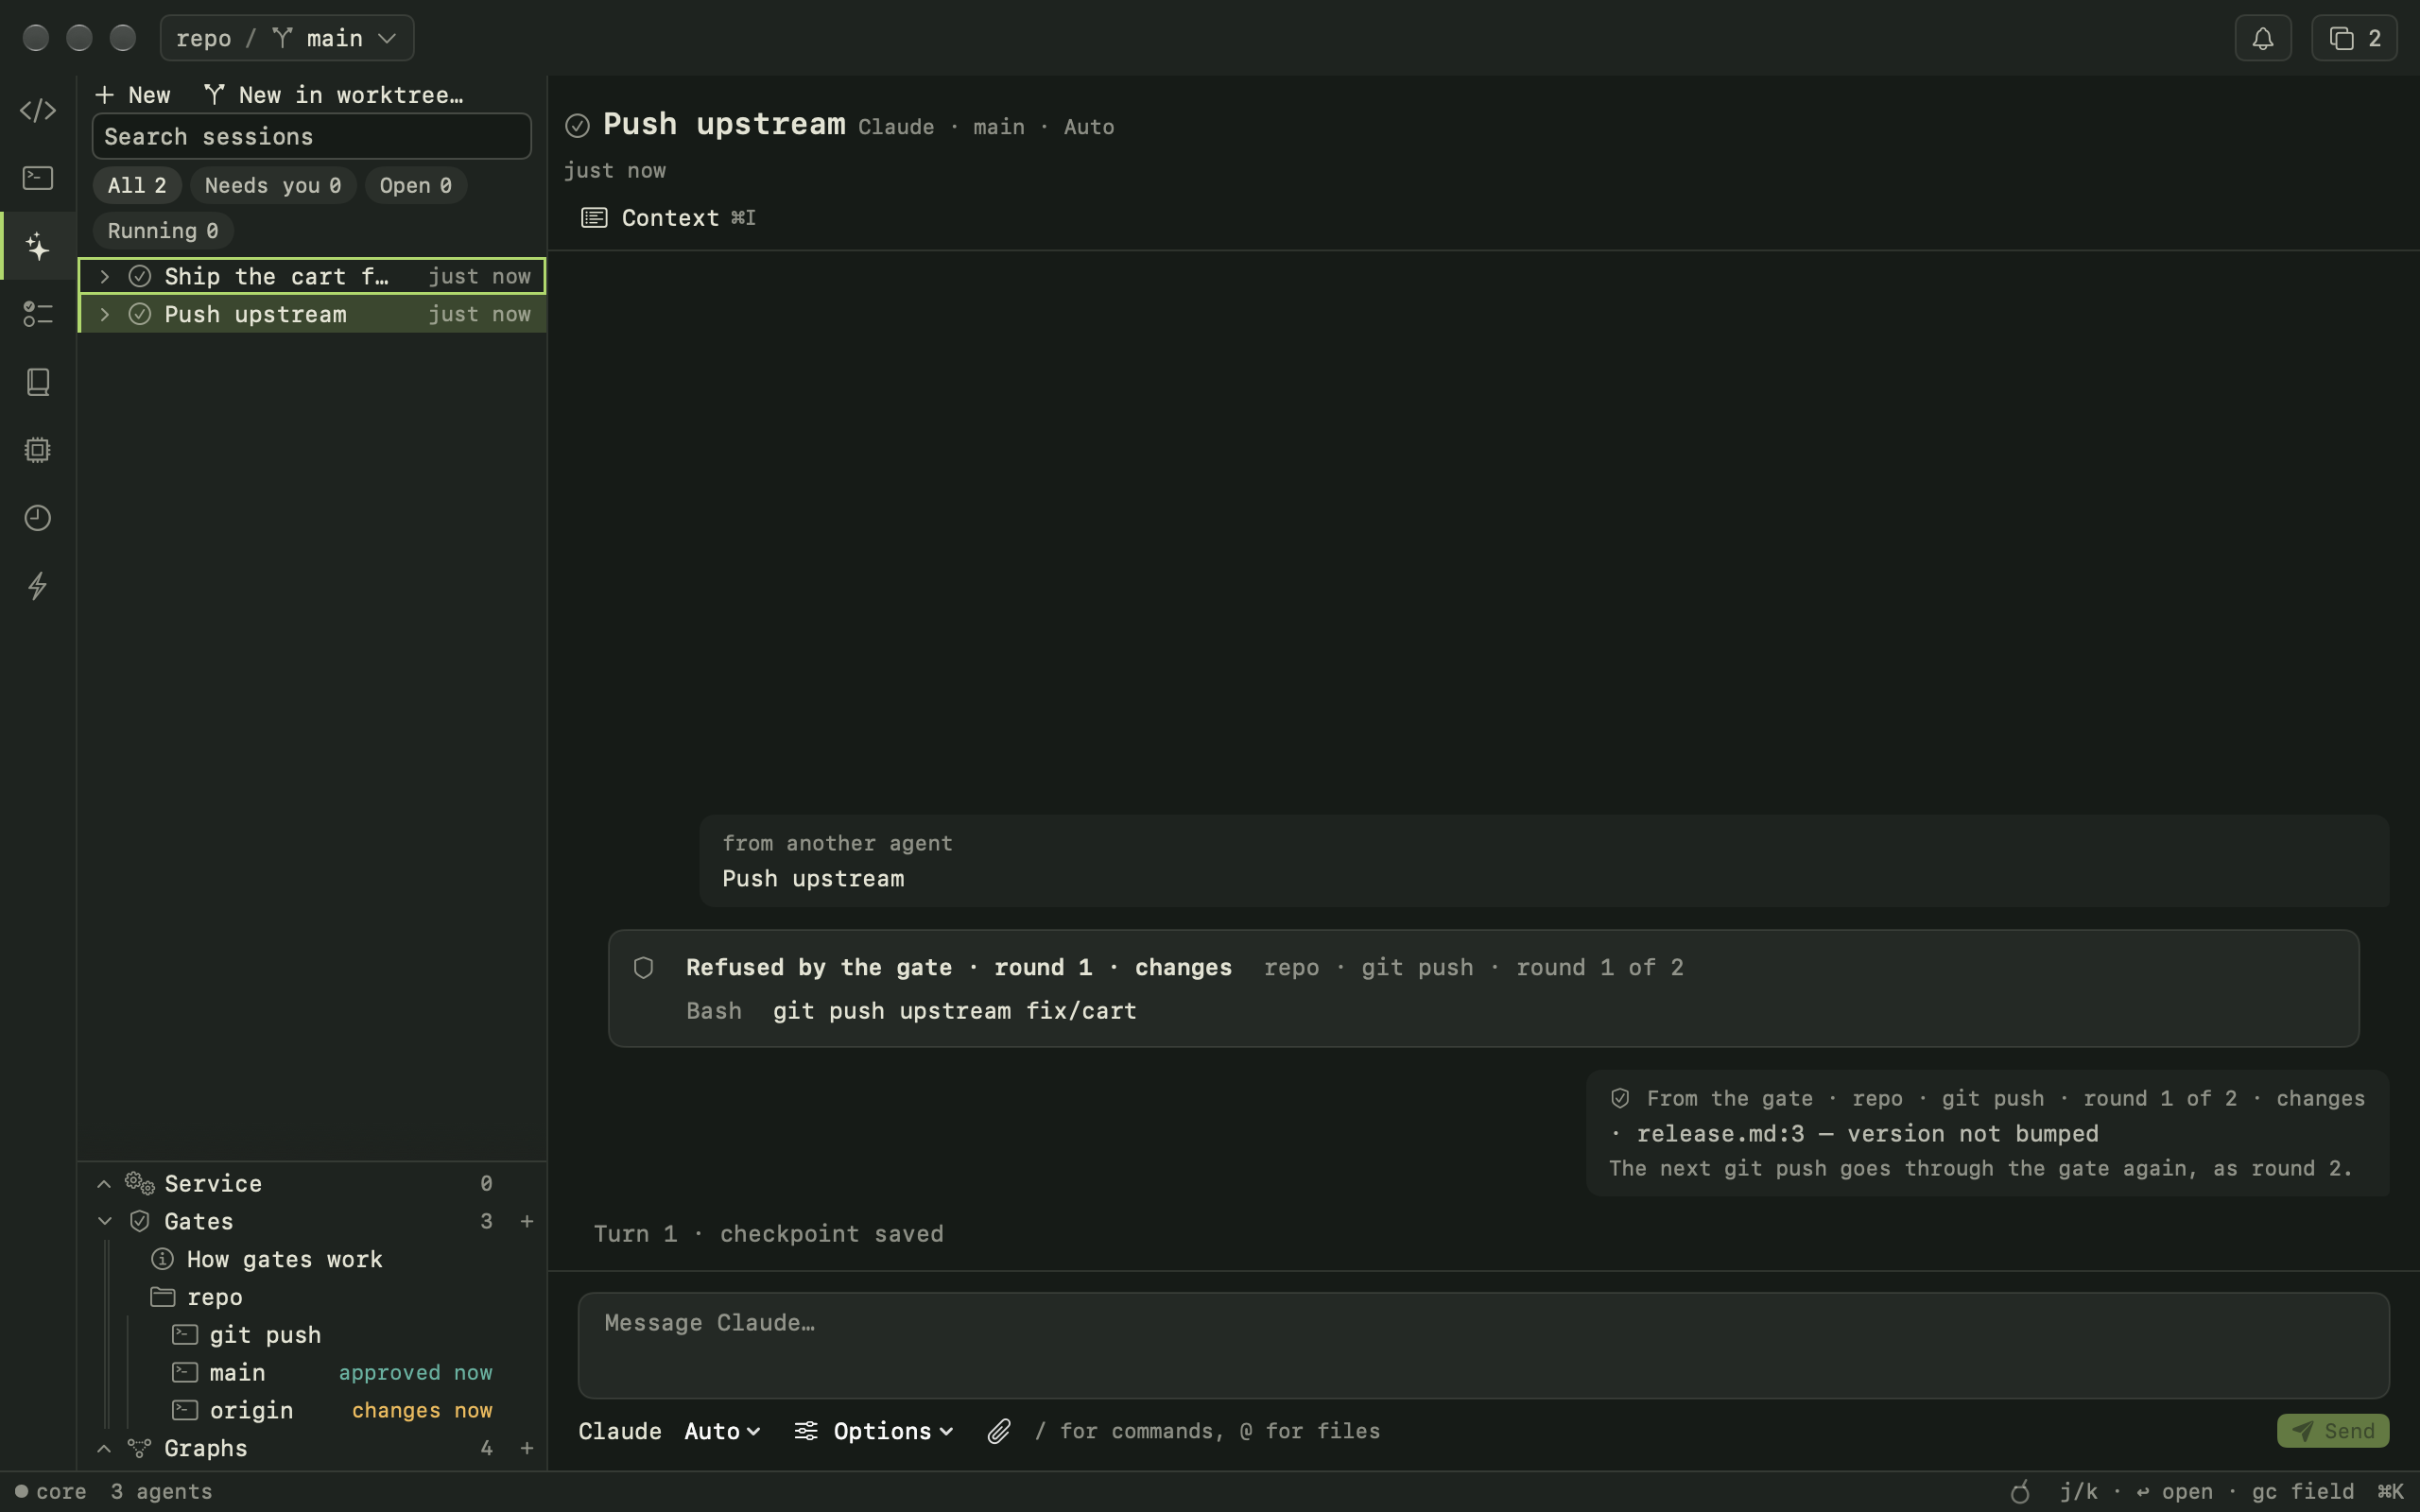 repo / main
2
+ New New in worktree…
Search sessions
All 2 Needs you 0 Open 0
Running 0
Ship the cart f… just now
Push upstream just now
Service 0
Gates 3 +
How gates work
repo
git push
main approved now
origin changes now
Graphs 4 +
Push upstream Claude · main · Auto
just now
Context ⌘I
from another agent
Push upstream
Refused by the gate · round 1 · changes repo · git push · round 1 of 2
Bash git push upstream fix/cart
From the gate · repo · git push · round 1 of 2 · changes
· release.md:3 — version not bumped
The next git push goes through the gate again, as round 2.
Turn 1 · checkpoint saved
Message Claude…
Claude Auto Options / for commands, @ for files Send
core 3 agents j/k · ↩ open · gc field ⌘K